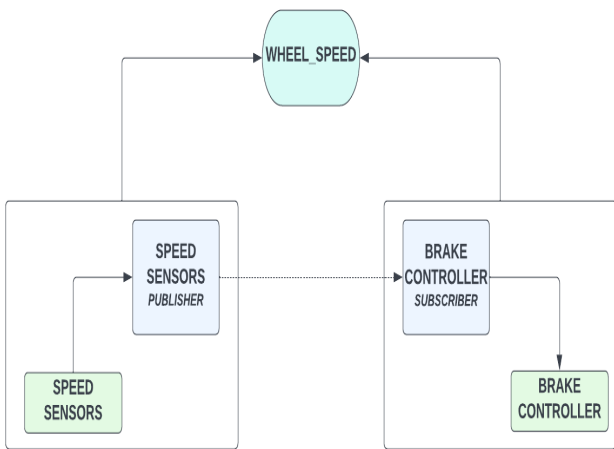 WHEEL_SPEED
SPEED
SENSORS
PUBLISHER
BRAKE
CONTROLLER
SUBSCRIBER
SPEED
SENSORS
BRAKE
CONTROLLER